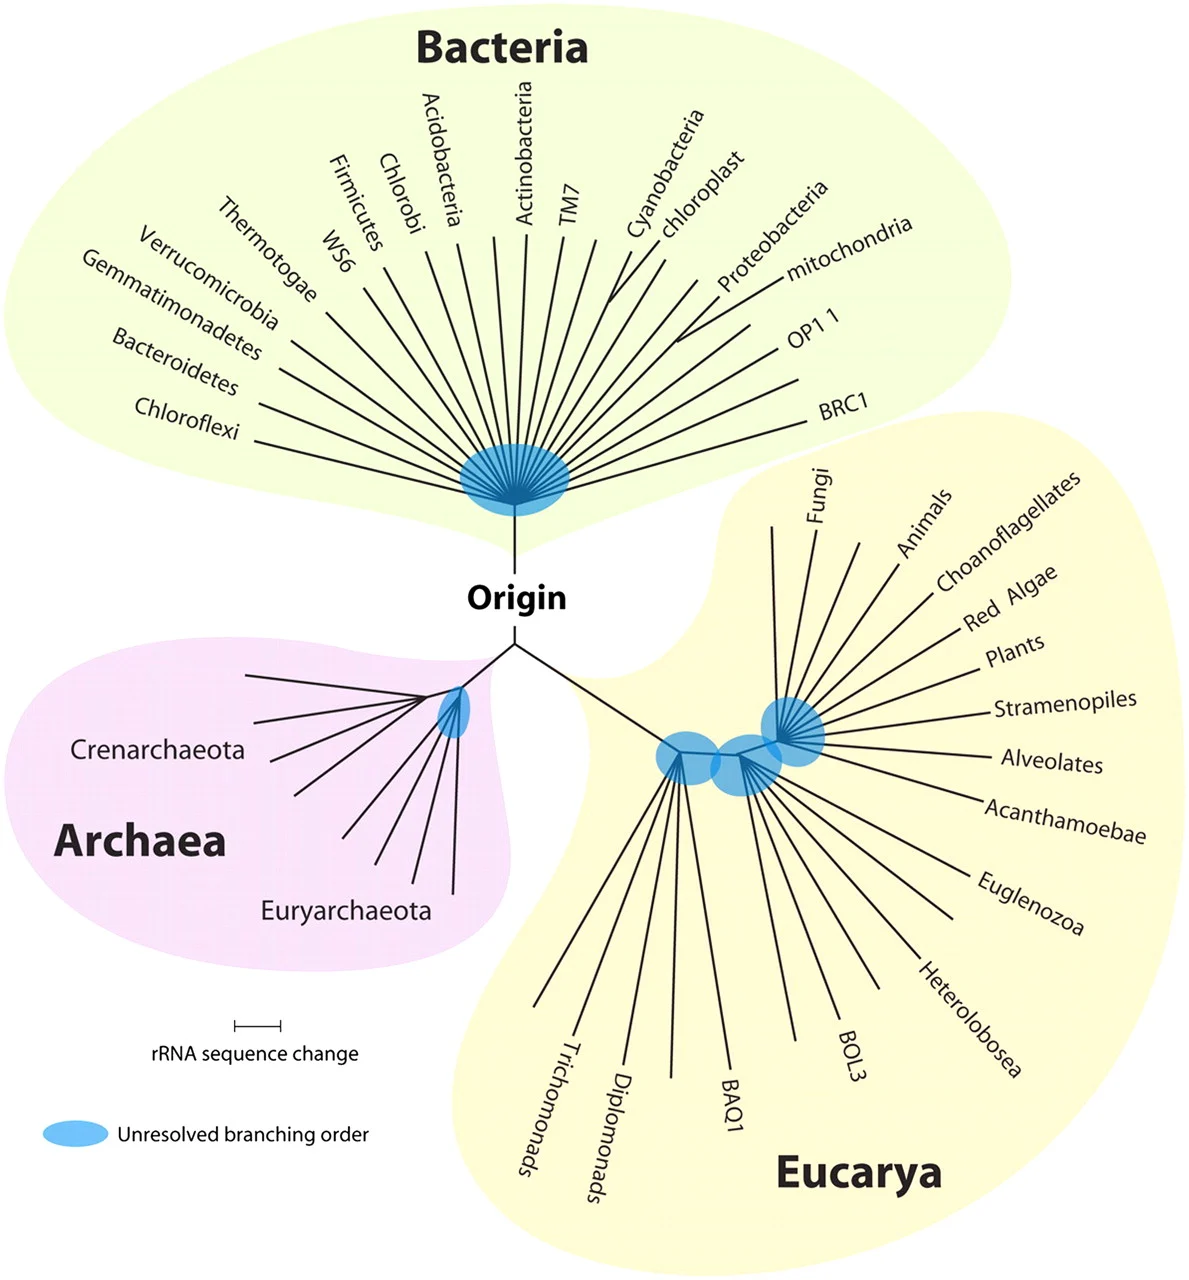 Bacteria
Chloroflexi
Bacteroidetes
Gemmatimonadetes
Verrucomicrobia
Thermotogae
WS6
Firmicutes
Chlorobi
Acidobacteria
Actinobacteria
TM7
Cyanobacteria
chloroplast
Proteobacteria
mitochondria
OP1 1
BRC1
Origin
Fungi
Animals
Choanoflagellates
Red Algae
Plants
Stramenopiles
Alveolates
Acanthamoebae
Euglenozoa
Heterolobosea
BOL3
BAQ1
Diplomonads
Trichomonads
Eucarya
Crenarchaeota
Archaea
Euryarchaeota
rRNA sequence change
Unresolved branching order